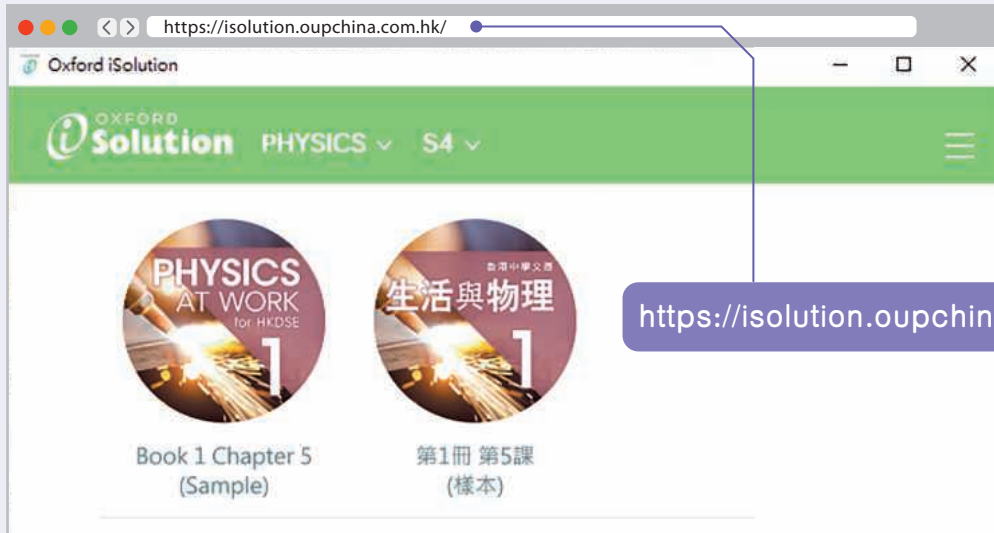 https://isolution.oupchina.com.hk/
Oxford iSolution
OXFORD
iSolution PHYSICS S4
PHYSICS
AT WORK
for HKDSE
1
香港中學文憑
生活與物理
1
https://isolution.oupchin
Book 1 Chapter 5
(Sample)
第1冊 第5課
(樣本)